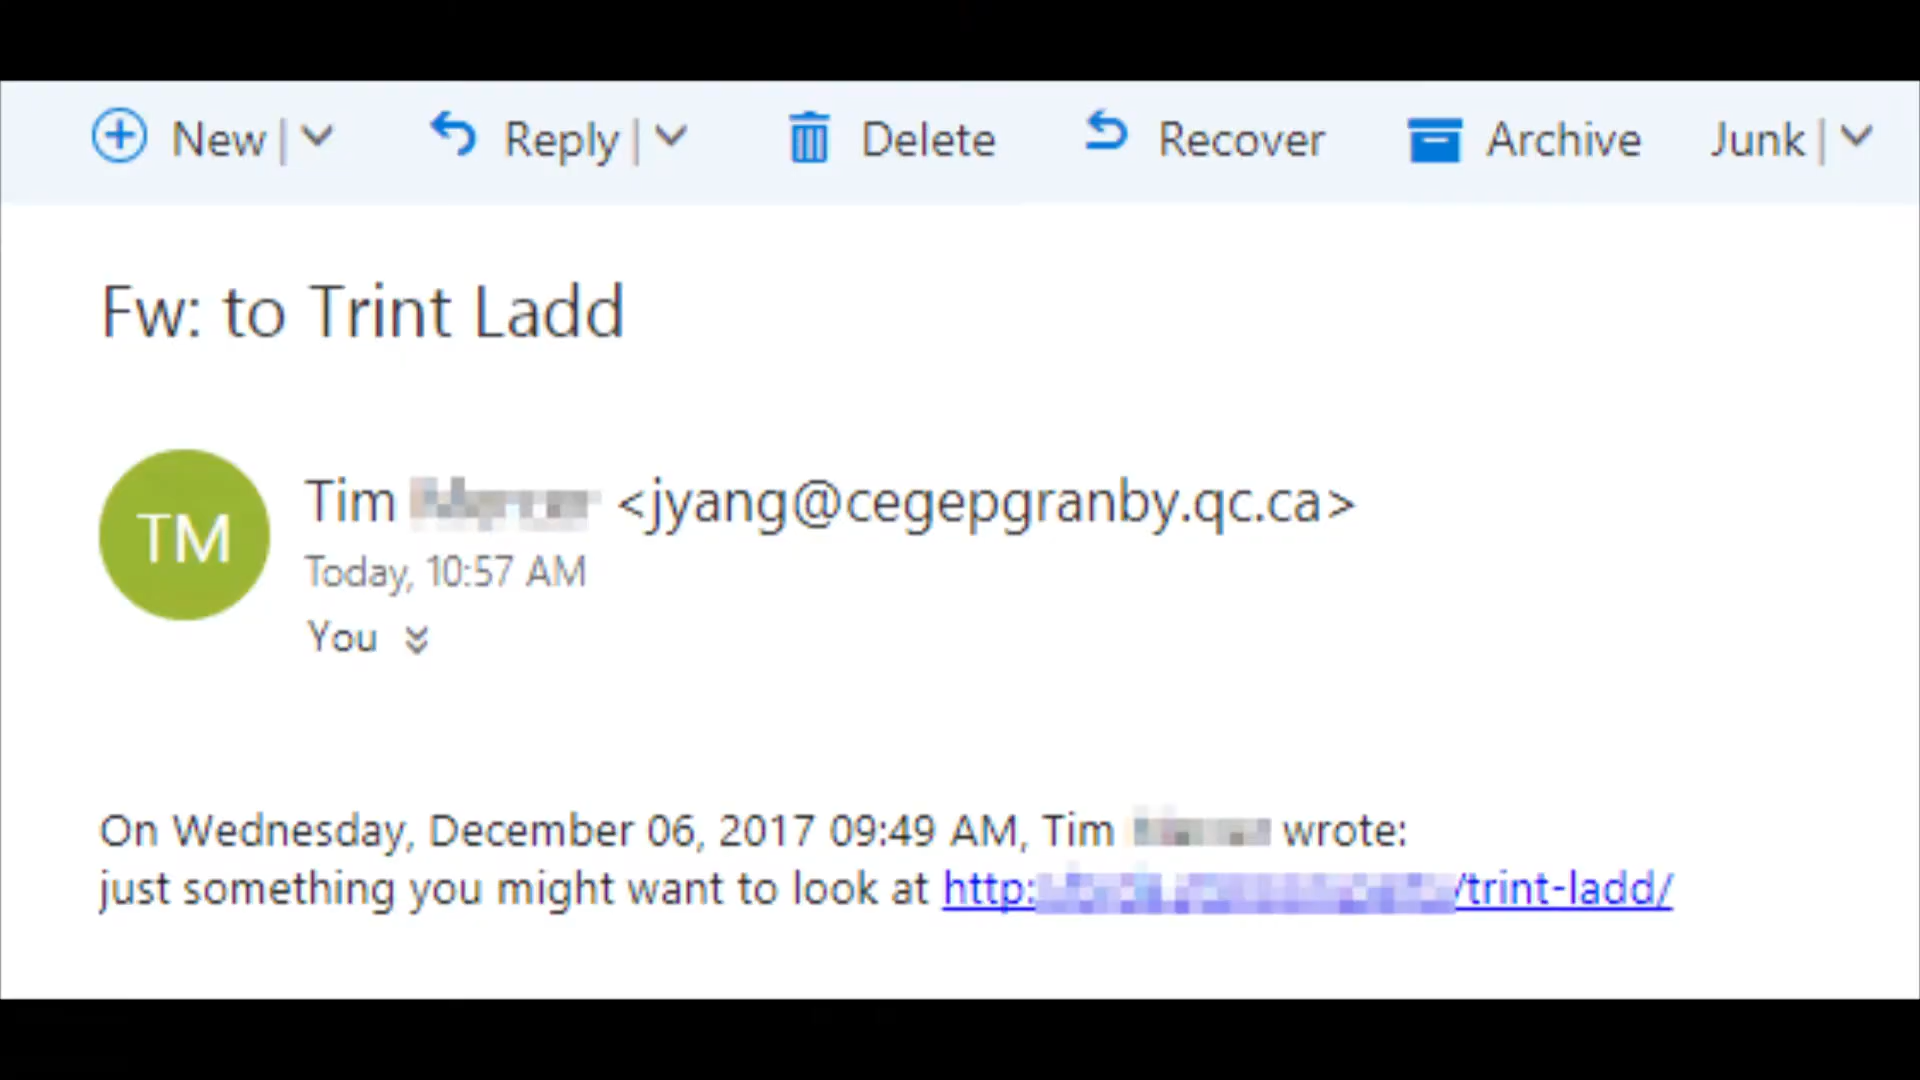 New | Reply | Delete Recover Archive Junk |
Fw: to Trint Ladd
TM
Tim <jyang@cegepgranby.qc.ca>
Today, 10:57 AM
You
On Wednesday, December 06, 2017 09:49 AM, Tim wrote:
just something you might want to look at http: /trint-ladd/